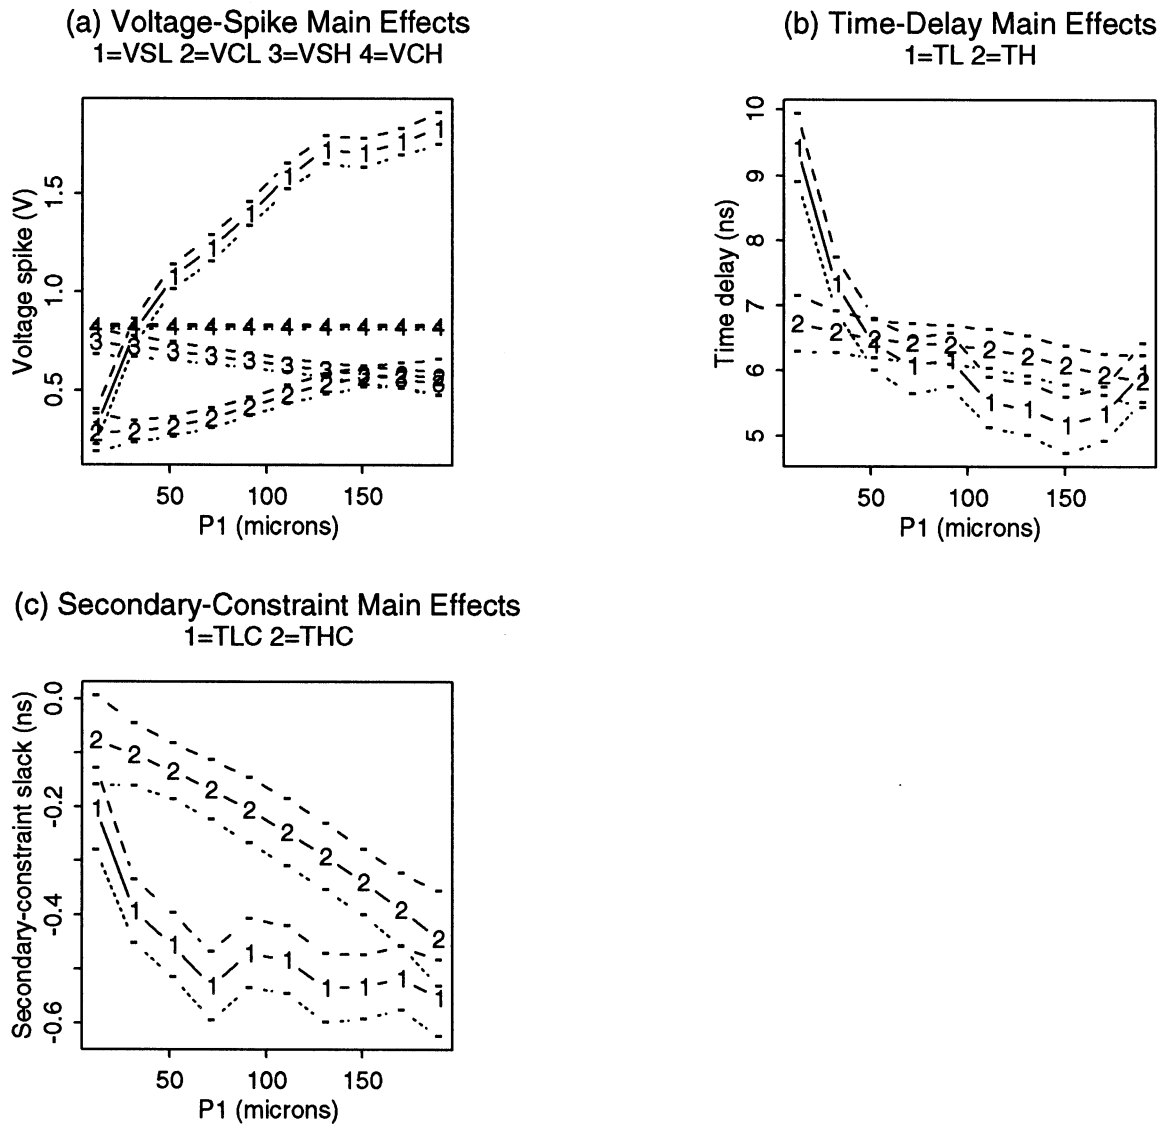 (a) Voltage-Spike Main Effects
1=VSL 2=VCL 3=VSH 4=VCH
Voltage spike (V)
0.5 1.0 1.5
50 100 150
P1 (microns)
(b) Time-Delay Main Effects
1=TL 2=TH
Time delay (ns)
5 6 7 8 9 10
50 100 150
P1 (microns)
(c) Secondary-Constraint Main Effects
1=TLC 2=THC
Secondary-constraint slack (ns)
-0.6 -0.4 -0.2 0.0
50 100 150
P1 (microns)